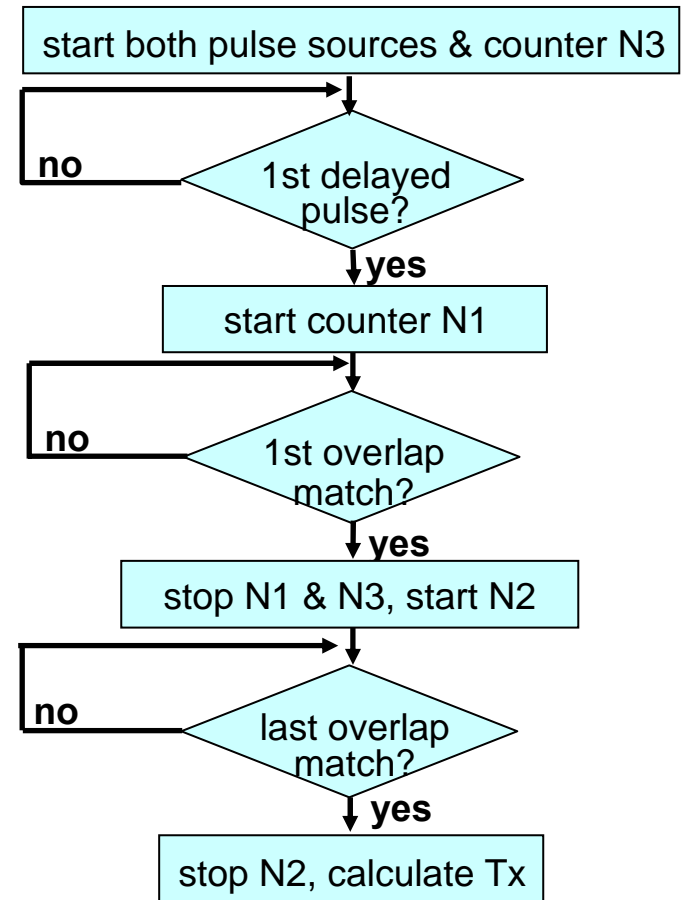 start both pulse sources & counter N3
no
1st delayed
pulse?
yes
start counter N1
no
1st overlap
match?
yes
stop N1 & N3, start N2
no
last overlap
match?
yes
stop N2, calculate Tx